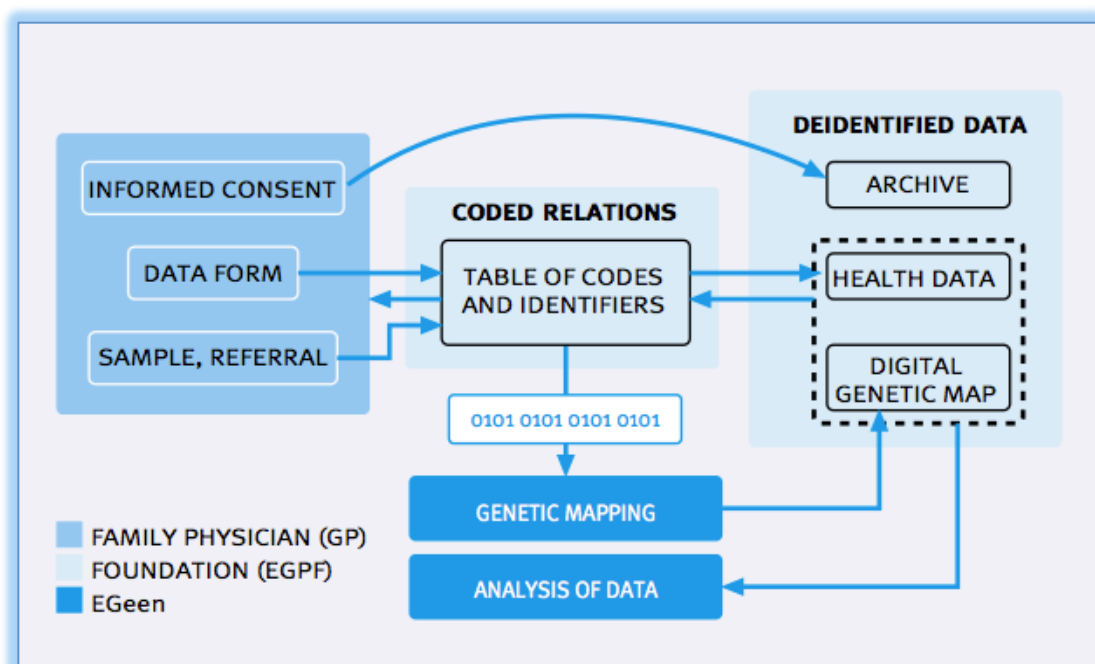 INFORMED CONSENT
DATA FORM
SAMPLE, REFERRAL
CODED RELATIONS
TABLE OF CODES
AND IDENTIFIERS
DEIDENTIFIED DATA
ARCHIVE
HEALTH DATA
DIGITAL
GENETIC MAP
0101 0101 0101 0101
GENETIC MAPPING
ANALYSIS OF DATA
FAMILY PHYSICIAN (GP)
FOUNDATION (EGPF)
EGeen